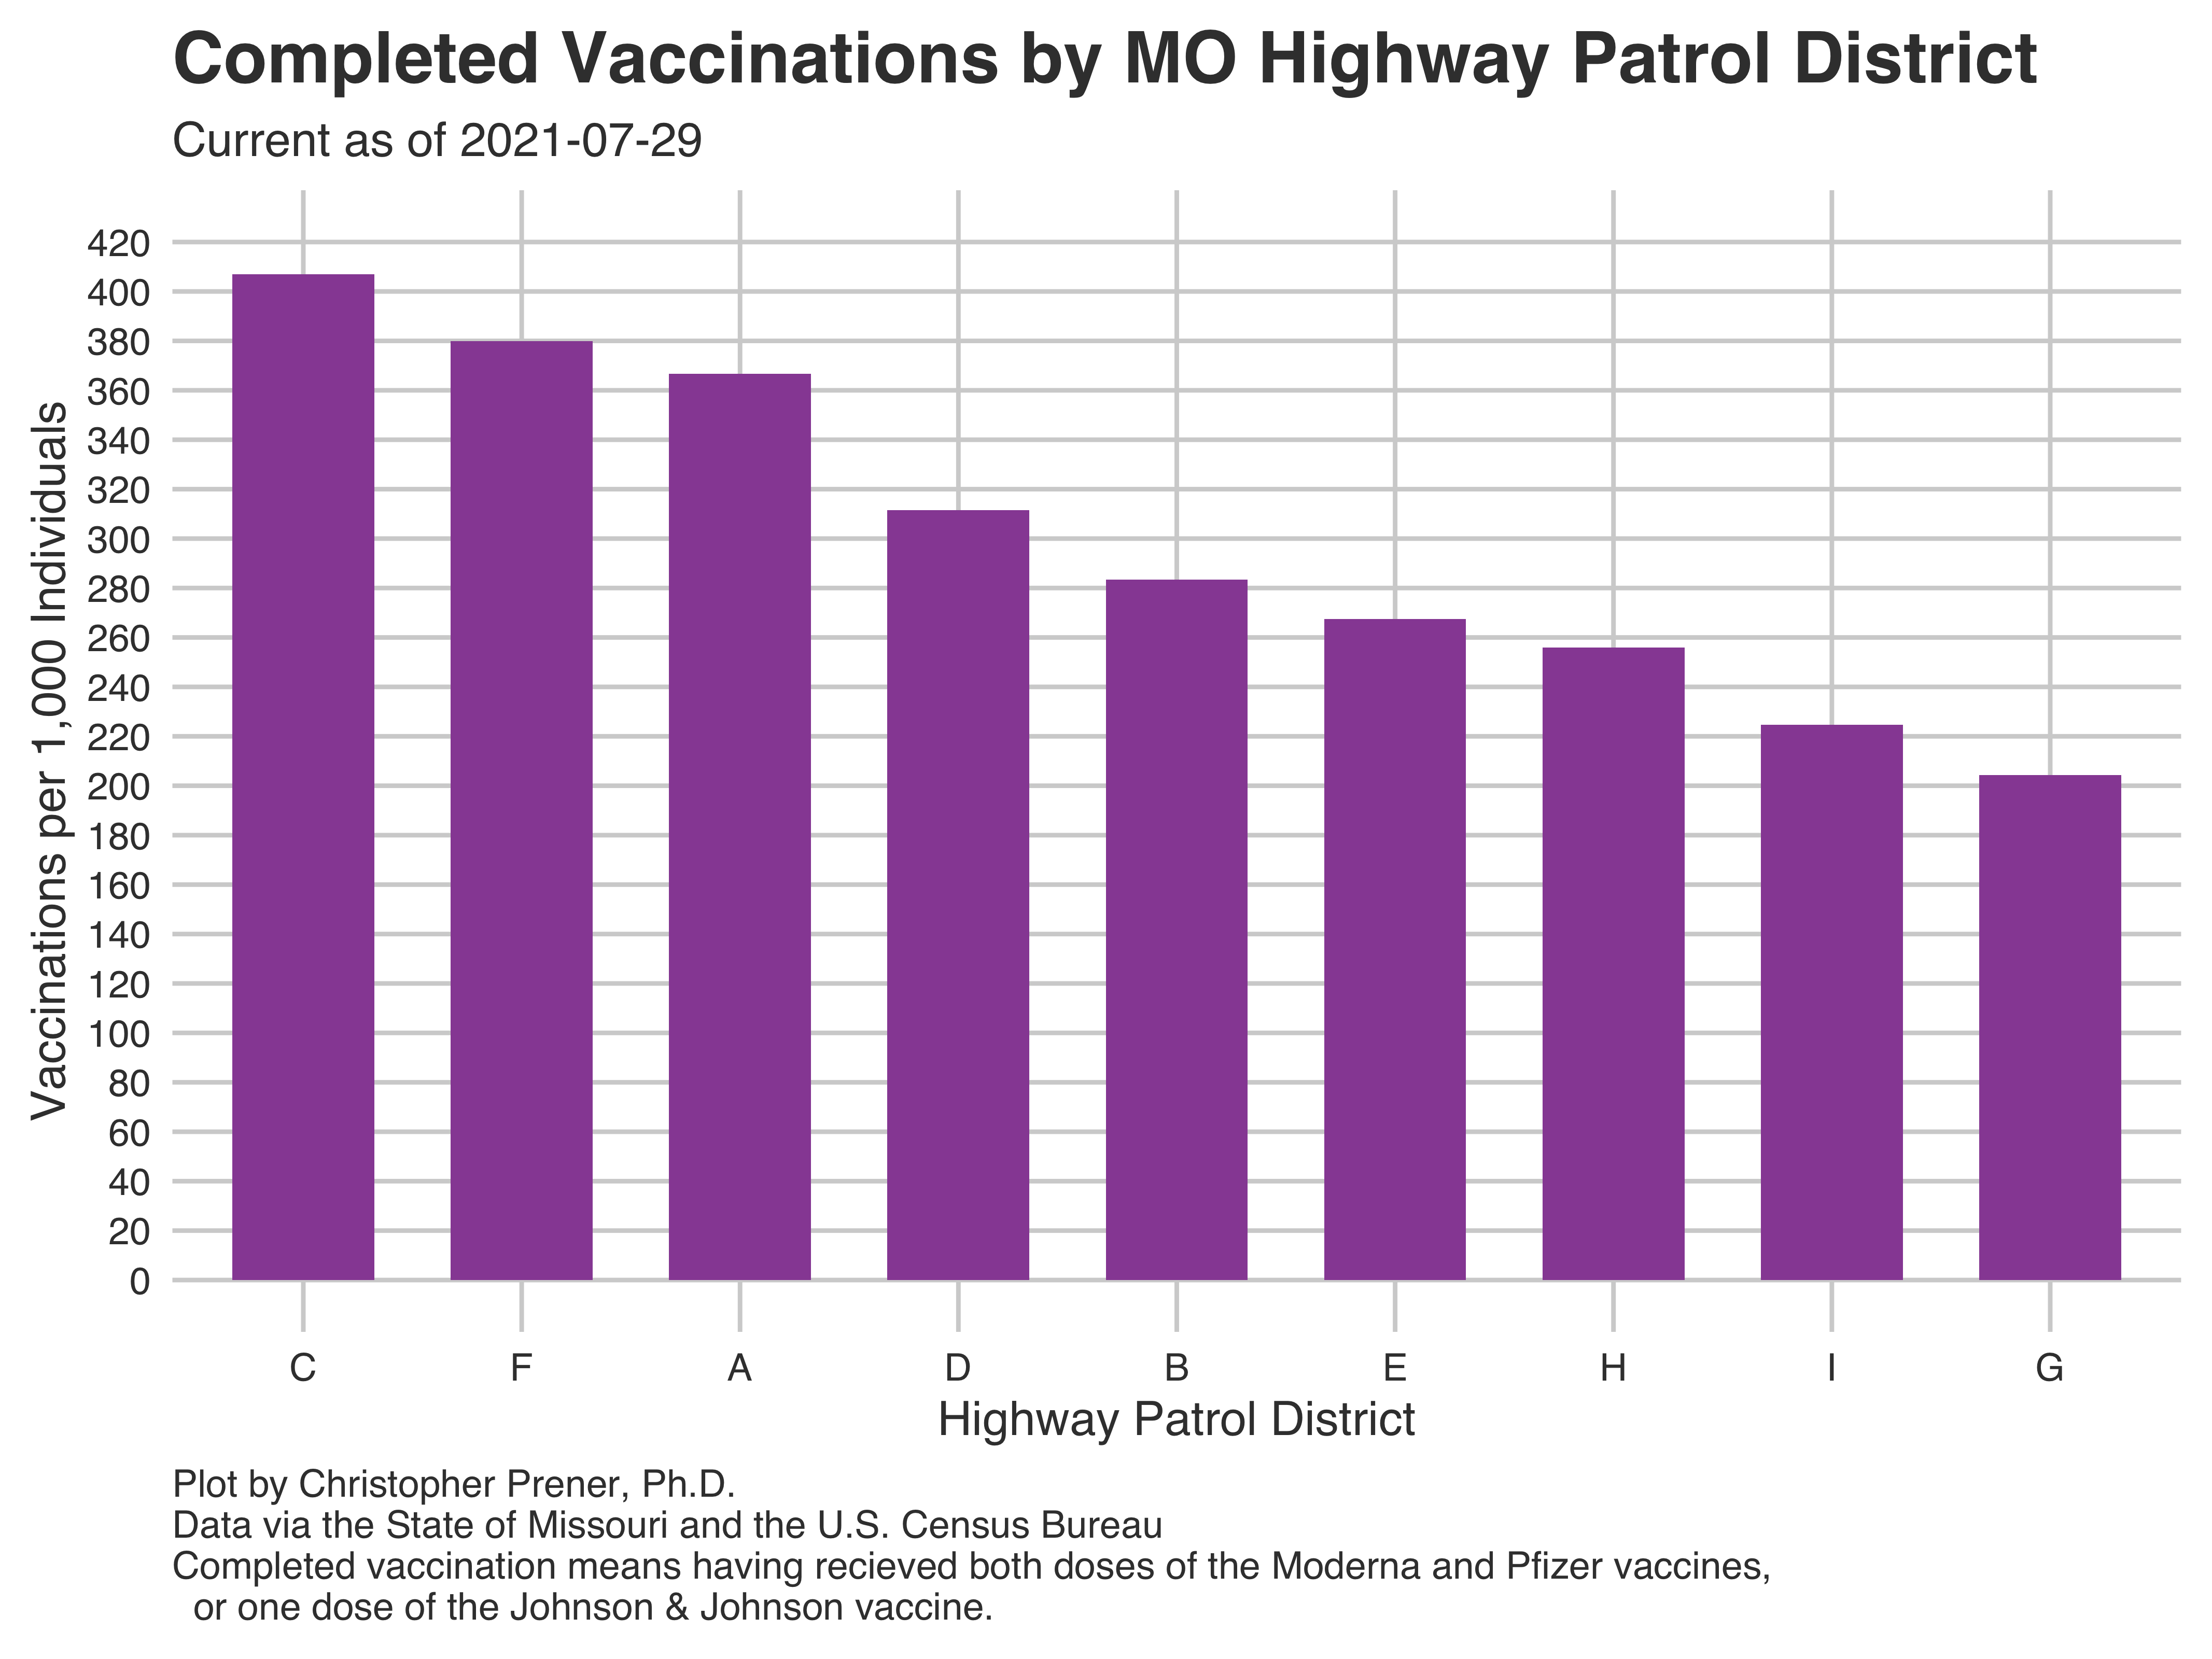 Completed Vaccinations by MO Highway Patrol District
Current as of 2021-07-29
Vaccinations per 1,000 Individuals
420
400
380
360
340
320
300
280
260
240
220
200
180
160
140
120
100
80
60
40
20
0
C F A D B E H I G
Highway Patrol District
Plot by Christopher Prener, Ph.D.
Data via the State of Missouri and the U.S. Census Bureau
Completed vaccination means having recieved both doses of the Moderna and Pfizer vaccines,
or one dose of the Johnson & Johnson vaccine.